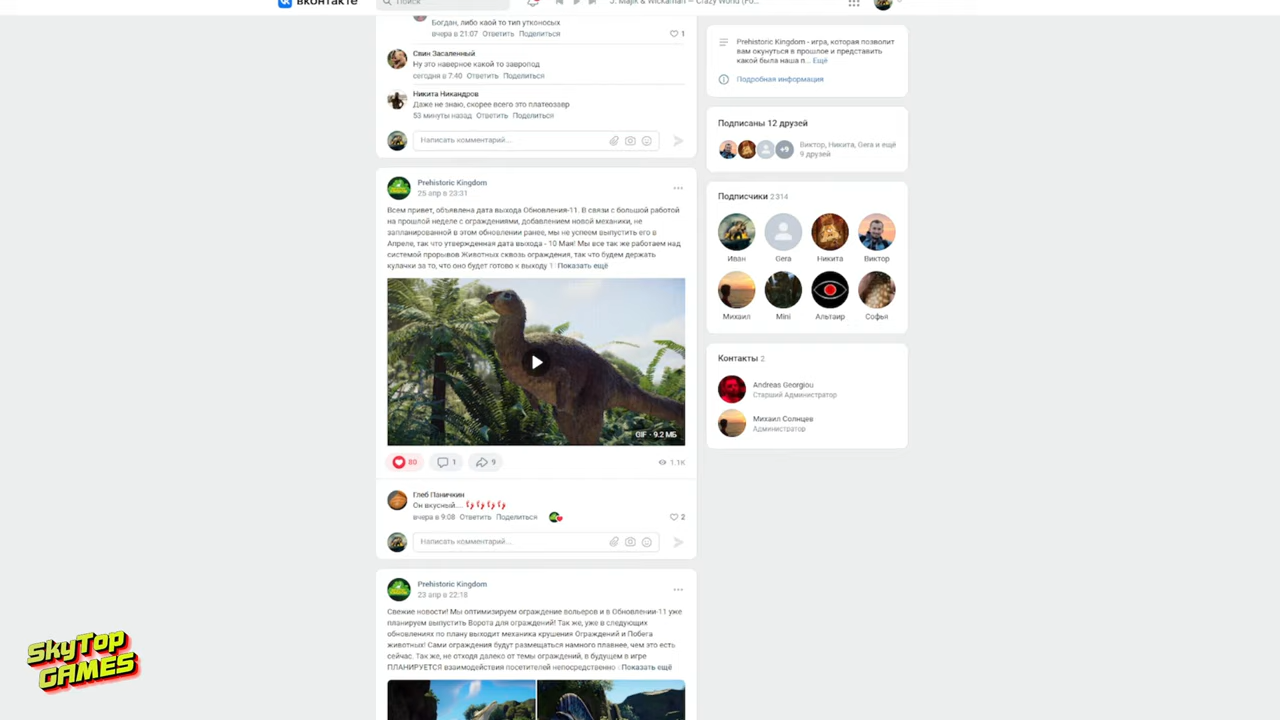 вконтакте
Поиск
3. Majik & Wickaman – Crazy World (Fo...
Богдан, либо каой то тип утконосых
вчера в 21:07 Ответить Поделиться
1
Свин Засаленный
Ну это наверное какой то завропод
сегодня в 7:40 Ответить Поделиться
Никита Никандров
Даже не знаю, скорее всего это платеозавр
53 минуты назад Ответить Поделиться
Написать комментарий...
Prehistoric Kingdom
25 апр в 23:31
Всем привет, объявлена дата выхода Обновления-11. В связи с большой работой
на прошлой неделе с ограждениями, добавлением новой механики, не
запланированной в этом обновлении ранее, мы не успеем выпустить его в
Апреле, так что утвержденная дата выхода - 10 Мая! Мы все так же работаем над
системой прорывов Животных сквозь ограждения, так что будем держать
кулачки за то, что оно будет готово к выходу 1 Показать ещё
GIF - 9.2 МБ
80 1 9 1.1K
Глеб Паничкин
Он вкусный....
вчера в 9:08 Ответить Поделиться
2
Написать комментарий...
Prehistoric Kingdom
23 апр в 22:18
Свежие новости! Мы оптимизируем ограждение вольеров и в Обновлении-11 уже
планируем выпустить Ворота для ограждений! Так же, уже в следующих
обновлениях по плану выходит механика крушения Ограждений и Побега
животных! Сами ограждения будут размещаться намного плавнее, чем это есть
сейчас. Так же, не отходя далеко от темы ограждений, в будущем в игре
ПЛАНИРУЕТСЯ взаимодействия посетителей непосредственно Показать ещё
Prehistoric Kingdom - игра, которая позволит
вам окунуться в прошлое и представить
какой была наша п... Ещё
Подробная информация
Подписаны 12 друзей
+9
Виктор, Никита, Gera и ещё
9 друзей
Подписчики 2 314
Иван Gera Никита Виктор
Михаил Mini Альтаир Софья
Контакты 2
Andreas Georgiou
Старший Администратор
Михаил Солнцев
Администратор
SkyTop
GAMES